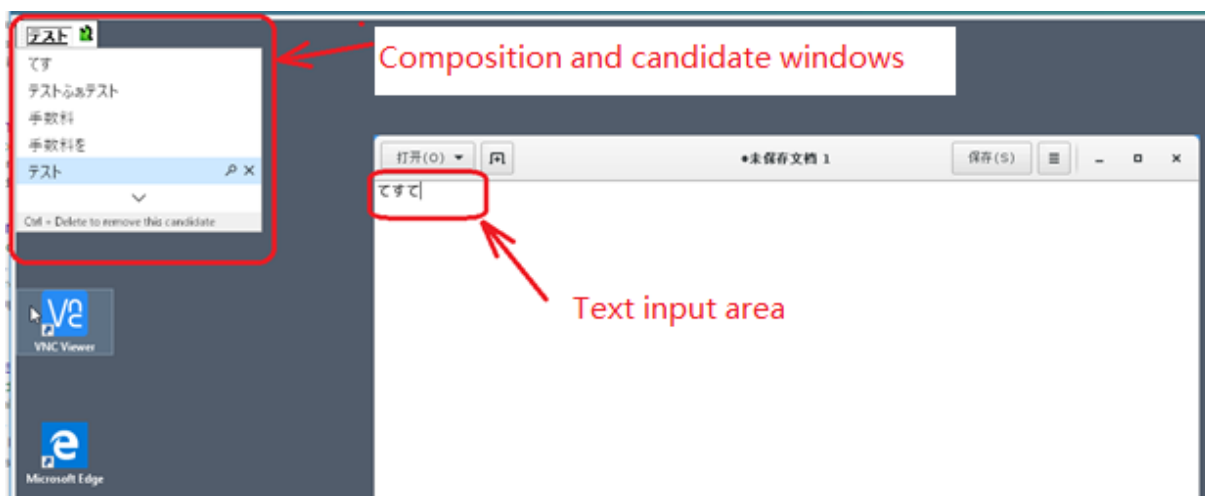 テスト
てす
テストふぁテスト
手数料
手数料を
テスト
Ctrl + Delete to remove this candidate
Composition and candidate windows
打开(O)
•未保存文档 1
保存(S)
てすて
Text input area
VNC Viewer
Microsoft Edge